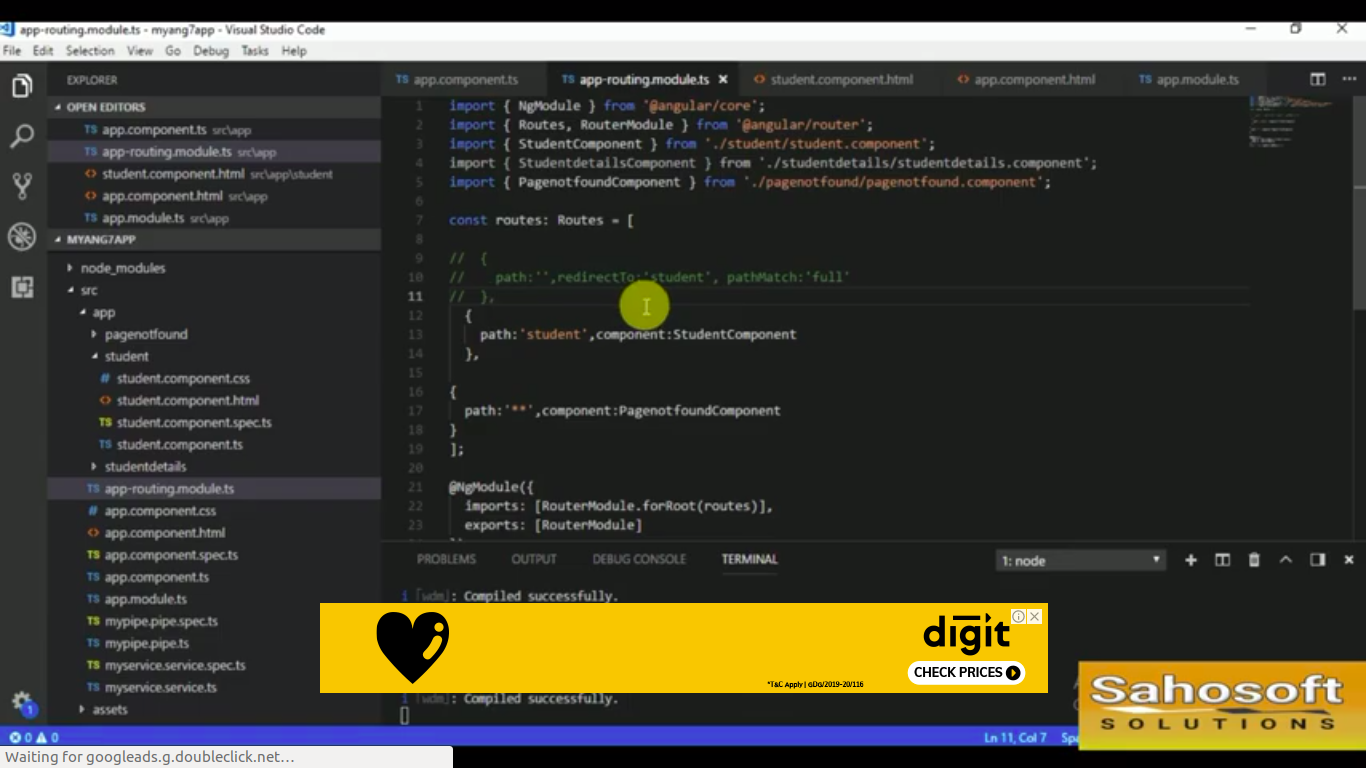 app-routing.module.ts - myang7app - Visual Studio Code
File Edit Selection View Go Debug Tasks Help
EXPLORER
OPEN EDITORS
TS app.component.ts src\app
TS app-routing.module.ts src\app
<> student.component.html src\app\student
<> app.component.html src\app
TS app.module.ts src\app
MYANG7APP
node_modules
src
app
pagenotfound
student
# student.component.css
<> student.component.html
TS student.component.spec.ts
TS student.component.ts
studentdetails
TS app-routing.module.ts
# app.component.css
<> app.component.html
TS app.component.spec.ts
TS app.component.ts
TS app.module.ts
TS mypipe.pipe.spec.ts
TS mypipe.pipe.ts
TS myservice.service.spec.ts
TS myservice.service.ts
assets
TS app.component.ts TS app-routing.module.ts × <> student.component.html <> app.component.html TS app.module.ts
1 import { NgModule } from '@angular/core';
2 import { Routes, RouterModule } from '@angular/router';
3 import { StudentComponent } from './student/student.component';
4 import { StudentdetailsComponent } from './studentdetails/studentdetails.component';
5 import { PagenotfoundComponent } from './pagenotfound/pagenotfound.component';
6
7 const routes: Routes = [
8
9 // {
10 // path:'',redirectTo:'student', pathMatch:'full'
11 // },
12 {
13 path:'student',component:StudentComponent
14 },
15
16 {
17 path:'**',component:PagenotfoundComponent
18 }
19 ];
20
21 @NgModule({
22 imports: [RouterModule.forRoot(routes)],
23 exports: [RouterModule]
PROBLEMS OUTPUT DEBUG CONSOLE TERMINAL 1: node
i ｢wdm｣: Compiled successfully.
digit
CHECK PRICES
*T&C Apply | GDG/2019-20/116
i ｢wdm｣: Compiled successfully.
Sahosoft
SOLUTIONS
1
0 0 Ln 11, Col 7
Waiting for googleads.g.doubleclick.net…